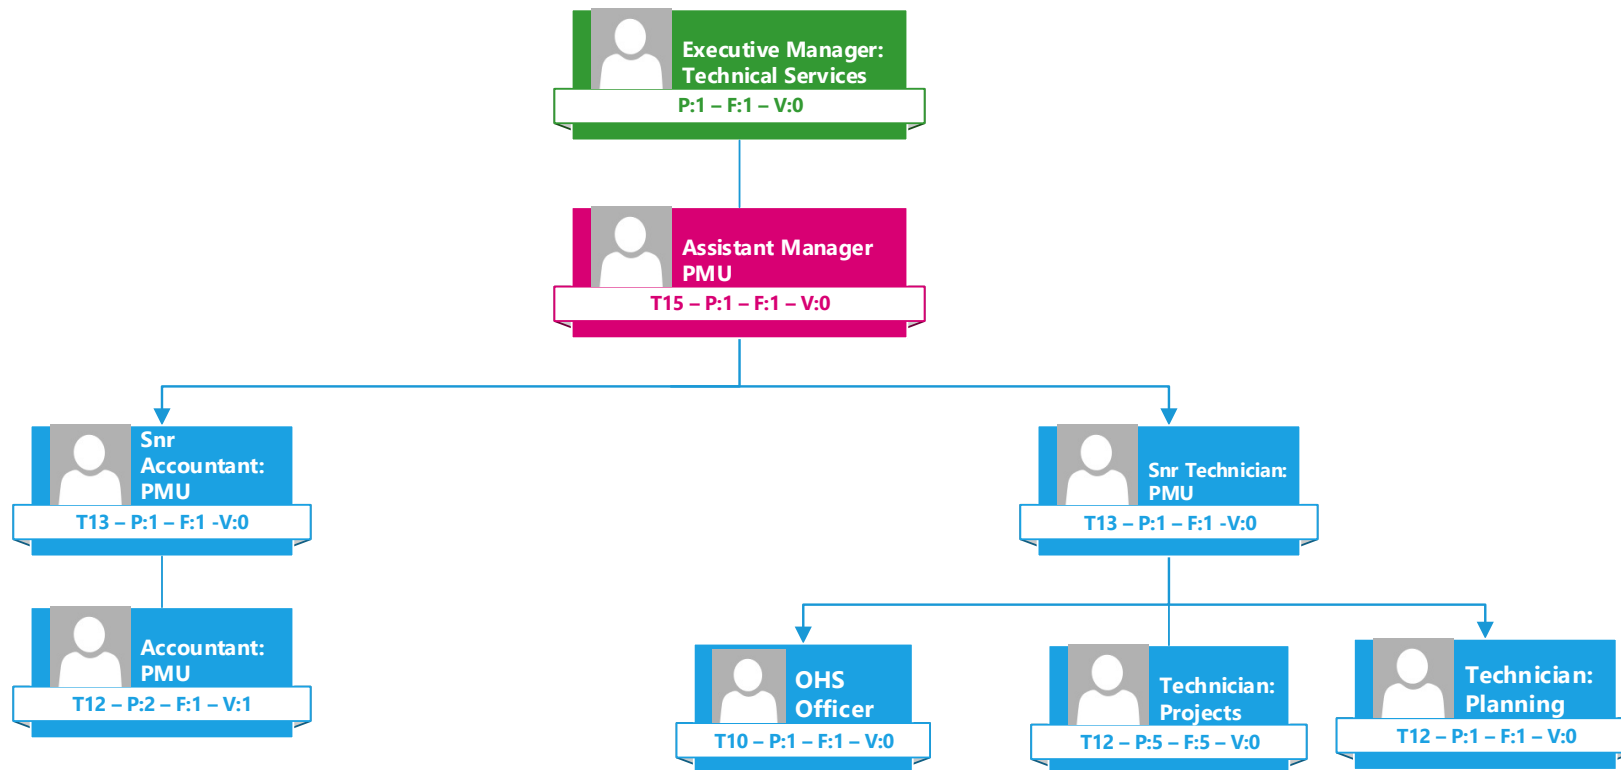 Executive Manager:
Technical Services
P:1 – F:1 – V:0
Assistant Manager
PMU
T15 – P:1 – F:1 – V:0
Snr
Accountant:
PMU
T13 – P:1 – F:1 -V:0
Snr Technician:
PMU
T13 – P:1 – F:1 -V:0
Accountant:
PMU
T12 – P:2 – F:1 – V:1
OHS
Officer
T10 – P:1 – F:1 – V:0
Technician:
Projects
T12 – P:5 – F:5 – V:0
Technician:
Planning
T12 – P:1 – F:1 – V:0